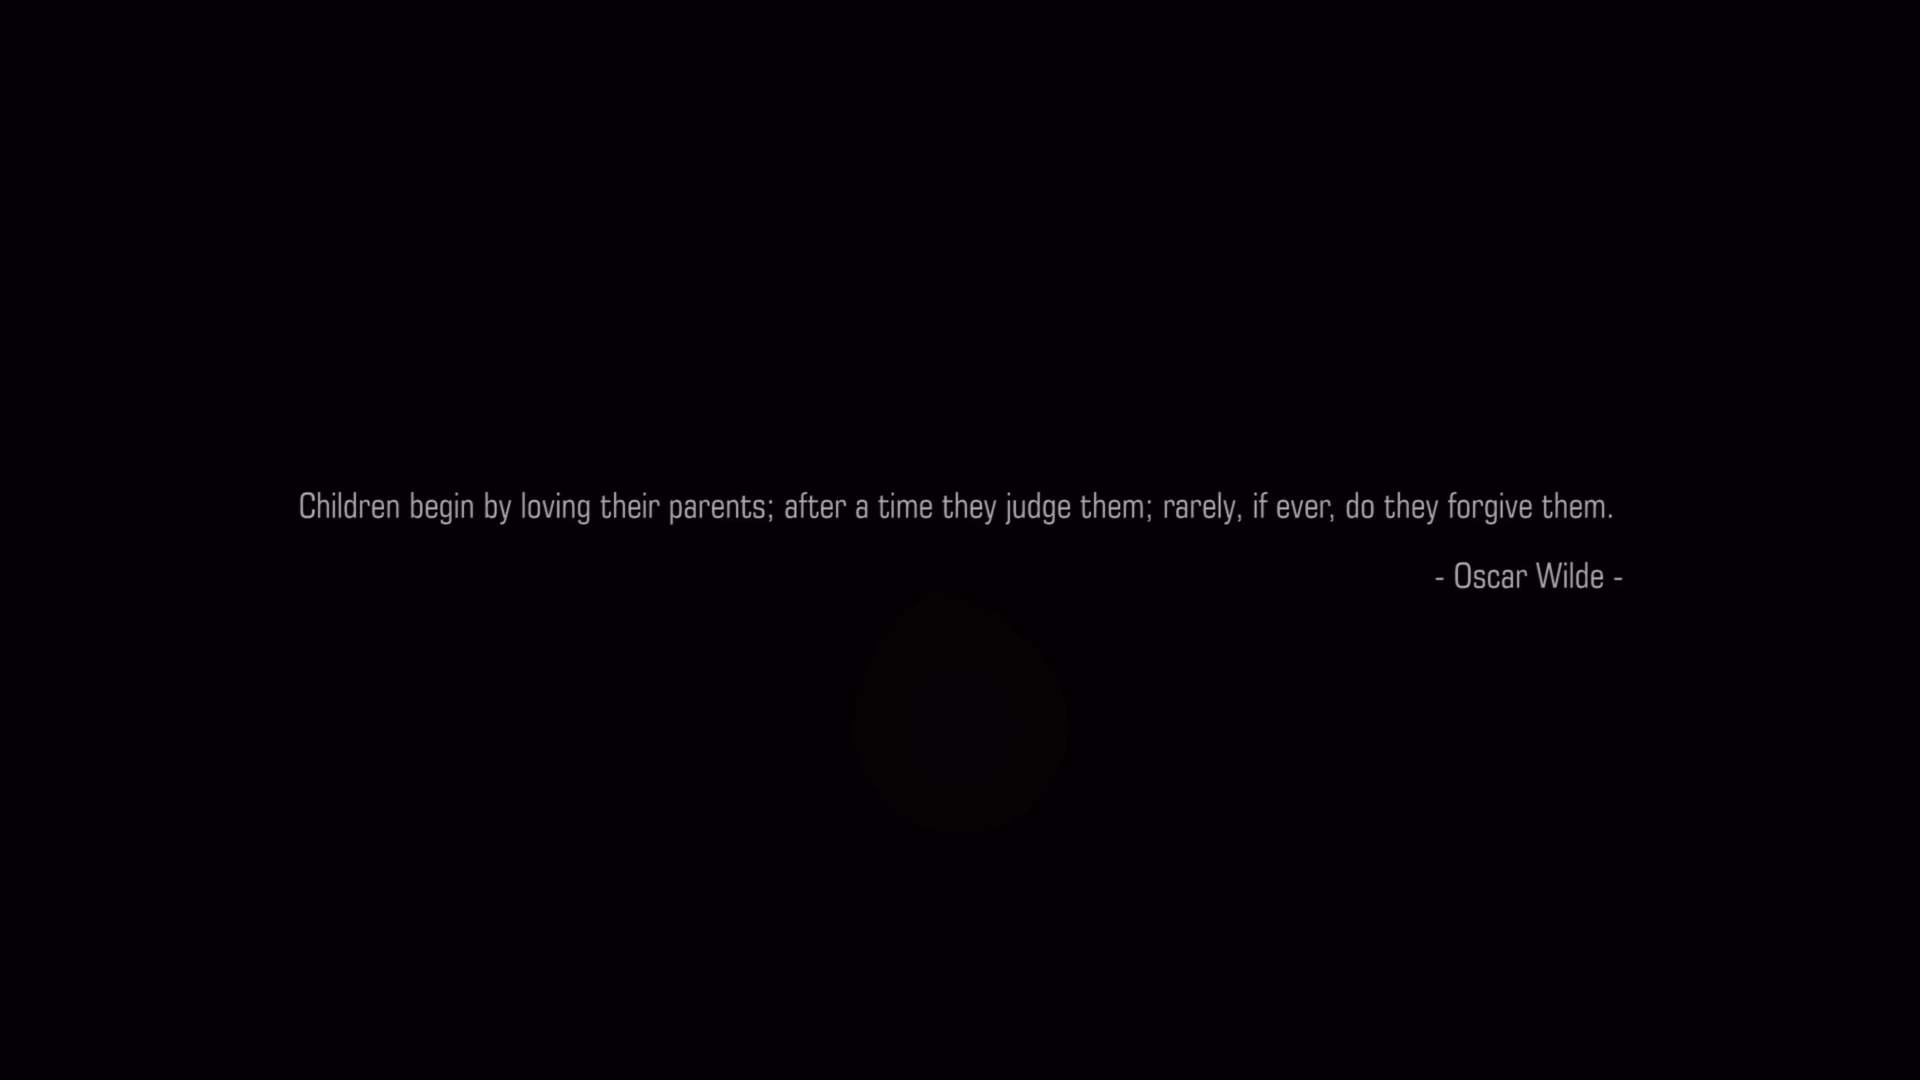 Children begin by loving their parents; after a time they judge them; rarely, if ever, do they forgive them.
- Oscar Wilde -